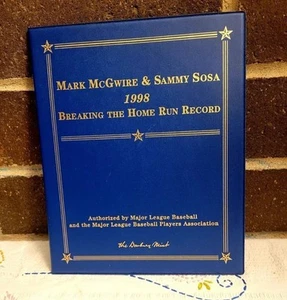 MARK MCGWIRE & SAMMY SOSA
1998
BREAKING THE HOME RUN RECORD
Authorized by Major League Baseball
and the Major League Baseball Players Association
The Danbury Mint